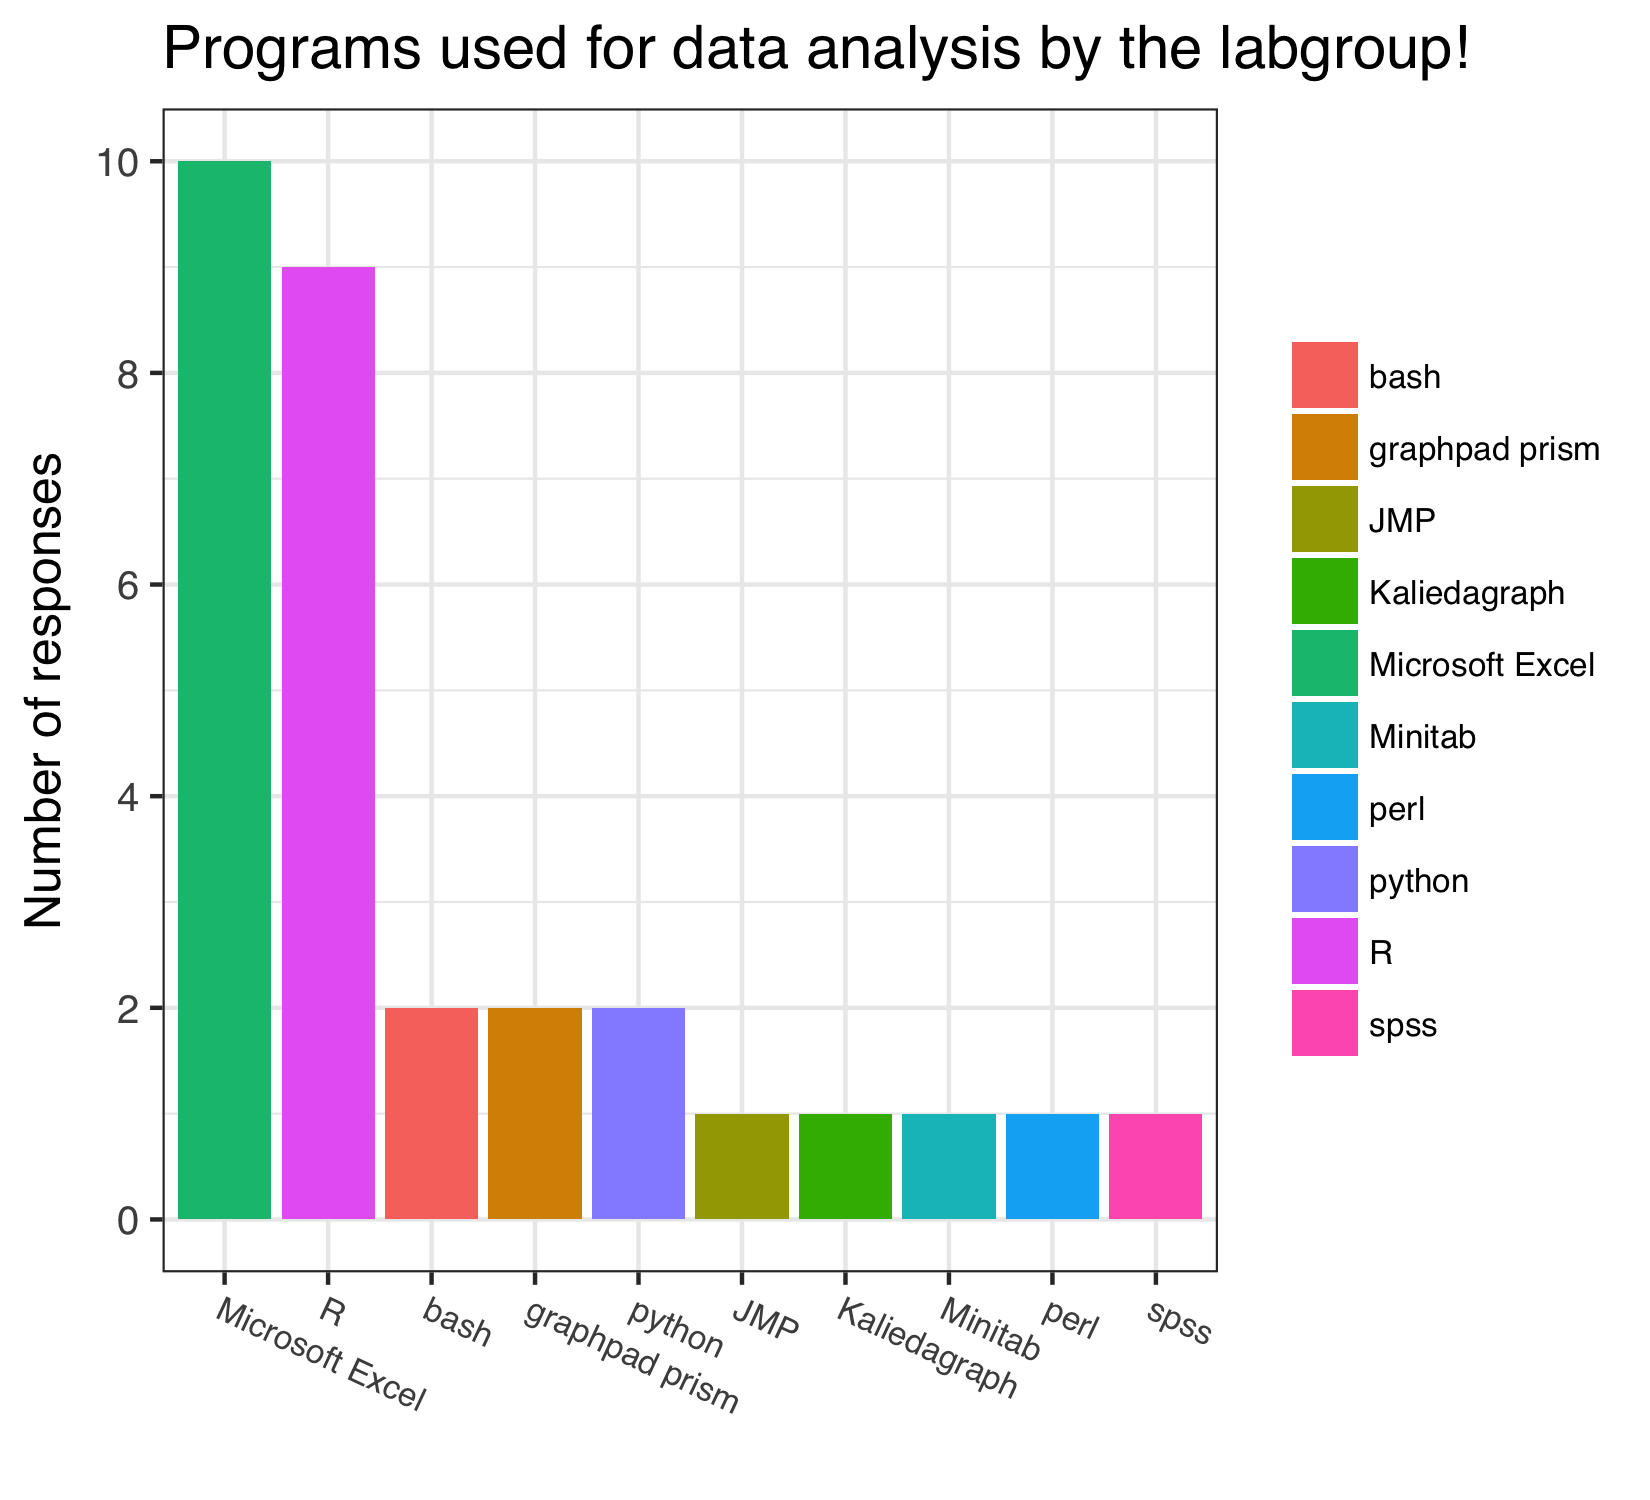 Programs used for data analysis by the labgroup!
Number of responses
10
8
6
4
2
0
Microsoft Excel
R
bash
graphpad prism
python
JMP
Kaliedagraph
Minitab
perl
spss
bash
graphpad prism
JMP
Kaliedagraph
Microsoft Excel
Minitab
perl
python
R
spss